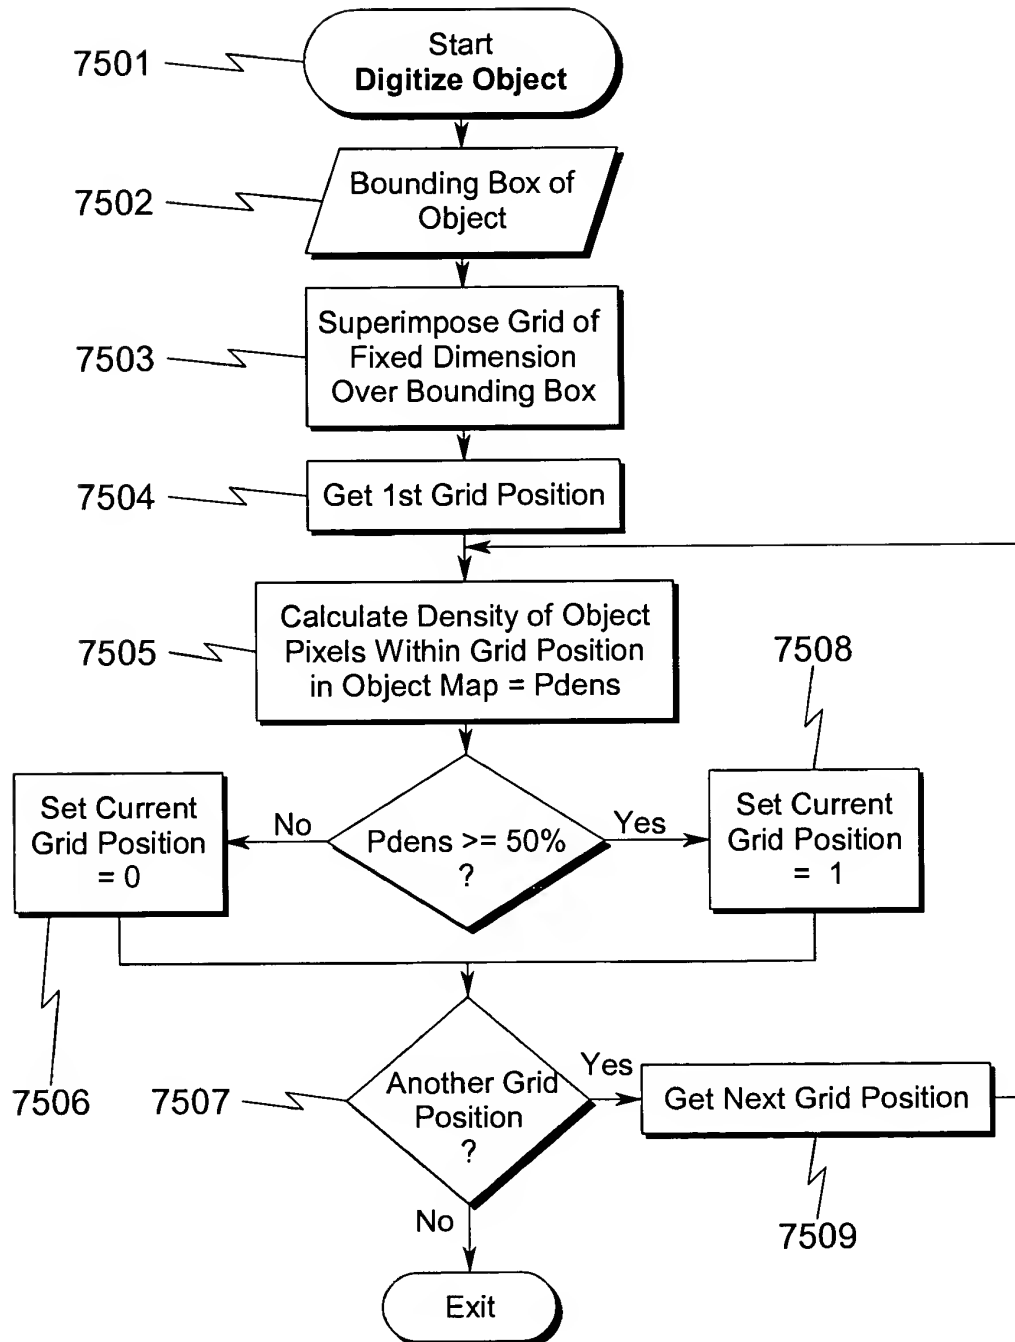 7501
Start
Digitize Object
7502
Bounding Box of
Object
7503
Superimpose Grid of
Fixed Dimension
Over Bounding Box
7504
Get 1st Grid Position
7505
Calculate Density of Object
Pixels Within Grid Position
in Object Map = Pdens
7508
Set Current
Grid Position
= 0
No
Pdens >= 50%
?
Yes
Set Current
Grid Position
= 1
7506
7507
Another Grid
Position
?
Yes
Get Next Grid Position
7509
No
Exit